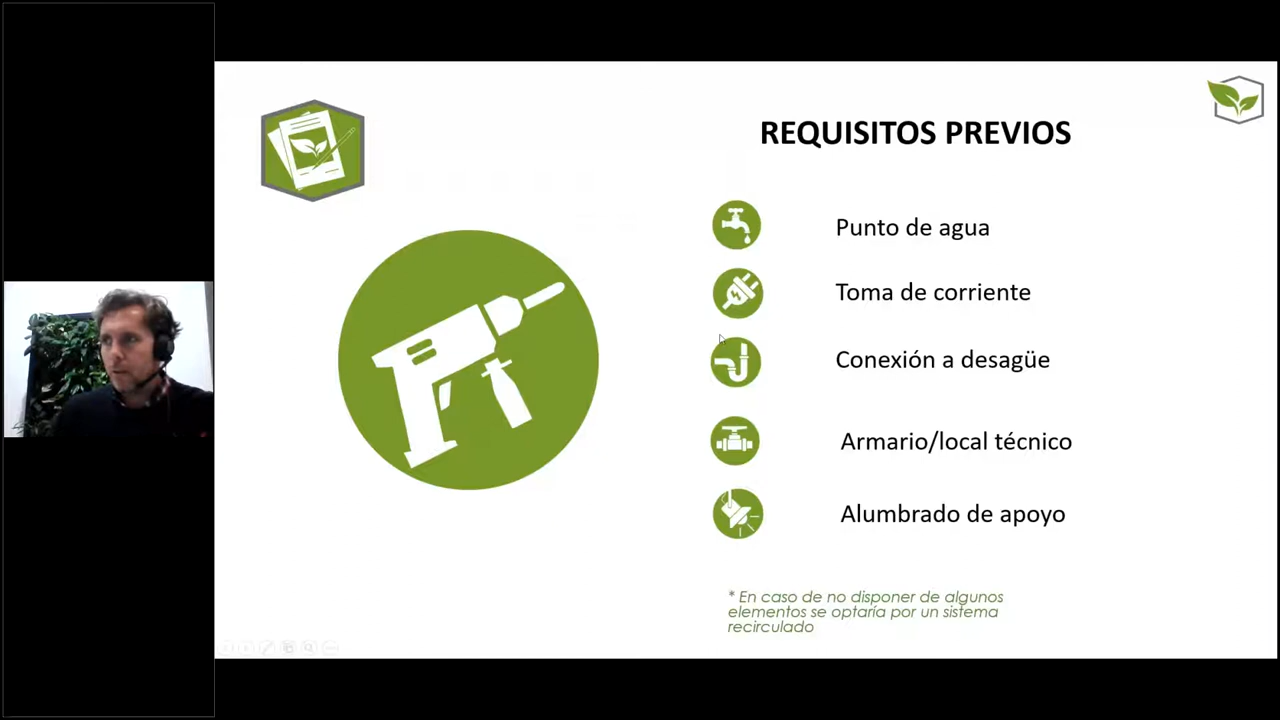 REQUISITOS PREVIOS
Punto de agua
Toma de corriente
Conexión a desagüe
Armario/local técnico
Alumbrado de apoyo
* En caso de no disponer de algunos
elementos se optaría por un sistema
recirculado